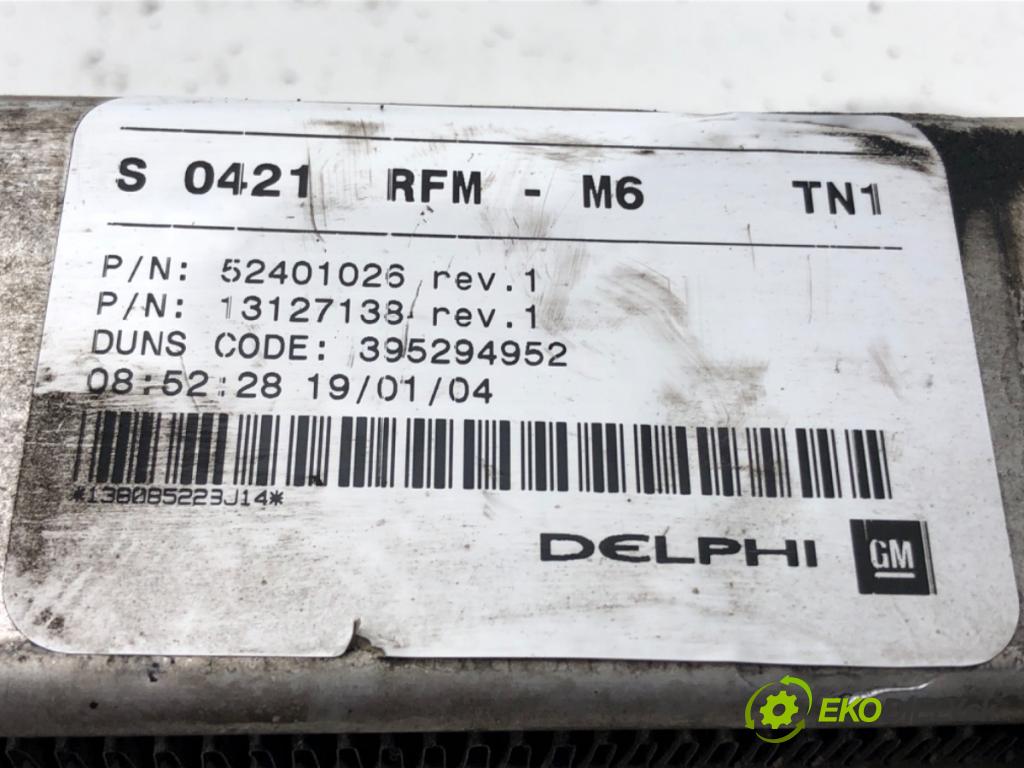 S 0421 RFM - M6 TN1
P/N: 52401026 rev.1
P/N: 13127138 rev.1
DUNS CODE: 395294952
08:52:28 19/01/04
*138085223J14*
DELPHI GM
EKO